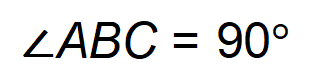 ∠ABC = 90°